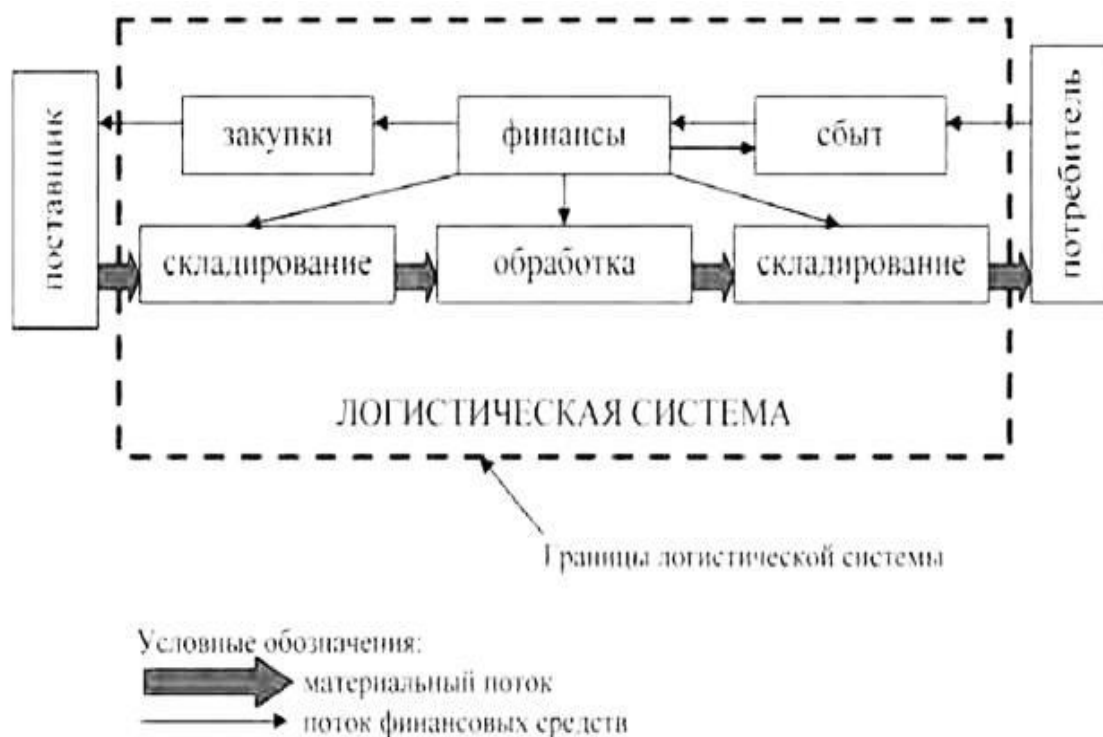 поставщик
закупки
финансы
сбыт
потребитель
складирование
обработка
складирование
ЛОГИСТИЧЕСКАЯ СИСТЕМА
Границы логистической системы
Условные обозначения:
материальный поток
поток финансовых средств